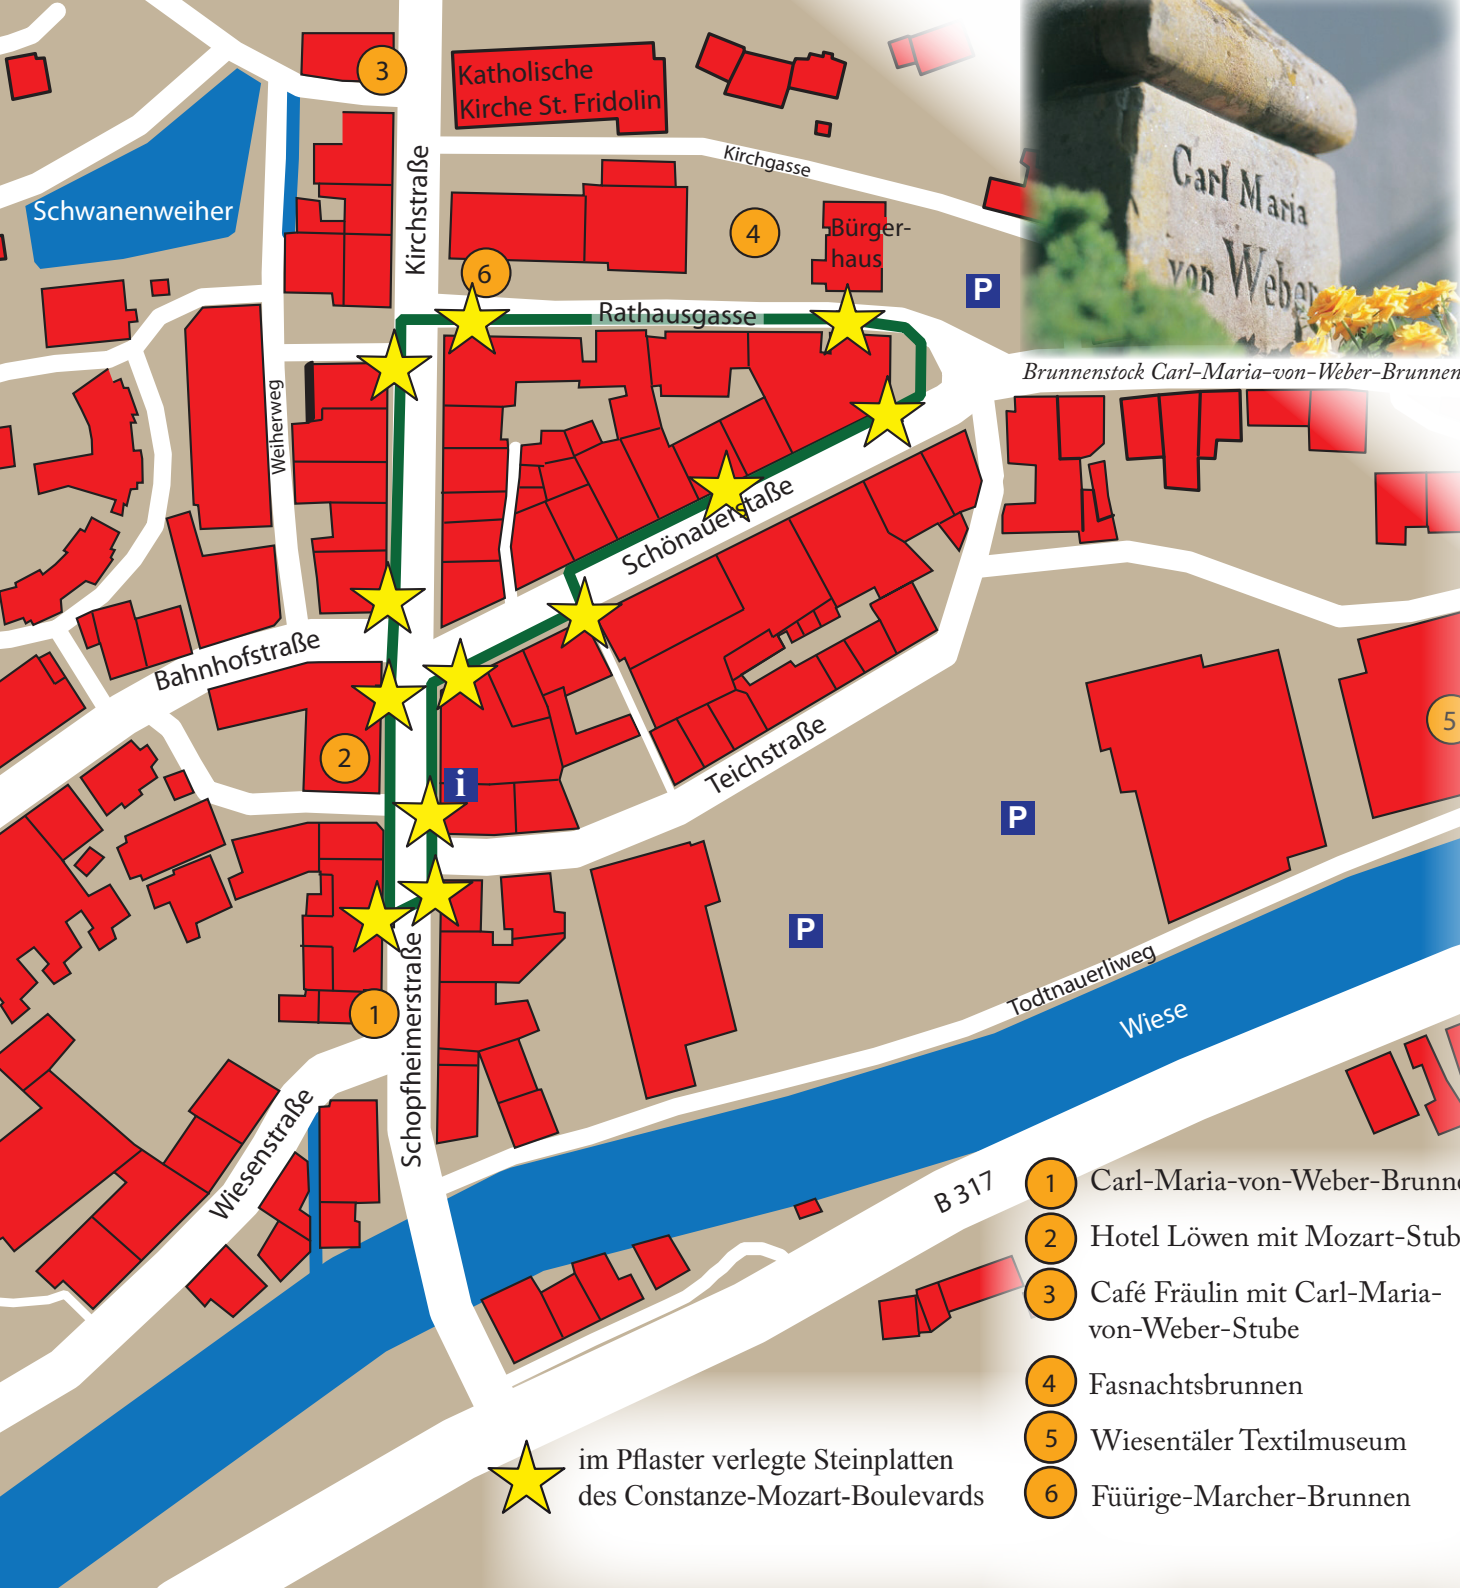 3
Katholische
Kirche St. Fridolin
Kirchgasse
Kirchstraße
Schwanenweiher
4
Bürger-
haus
6
P
Rathausgasse
Carl Maria
von Weber
Brunnenstock Carl-Maria-von-Weber-Brunnen
Weiherweg
Schönauerstaße
Bahnhofstraße
2
i
Teichstraße
5
P
P
1
Schopfheimerstraße
Todtnauerliweg
Wiese
Wiesenstraße
B 317
1 Carl-Maria-von-Weber-Brunne
2 Hotel Löwen mit Mozart-Stub
3 Café Fräulin mit Carl-Maria-
von-Weber-Stube
4 Fasnachtsbrunnen
5 Wiesentäler Textilmuseum
6 Füürige-Marcher-Brunnen
im Pflaster verlegte Steinplatten
des Constanze-Mozart-Boulevards